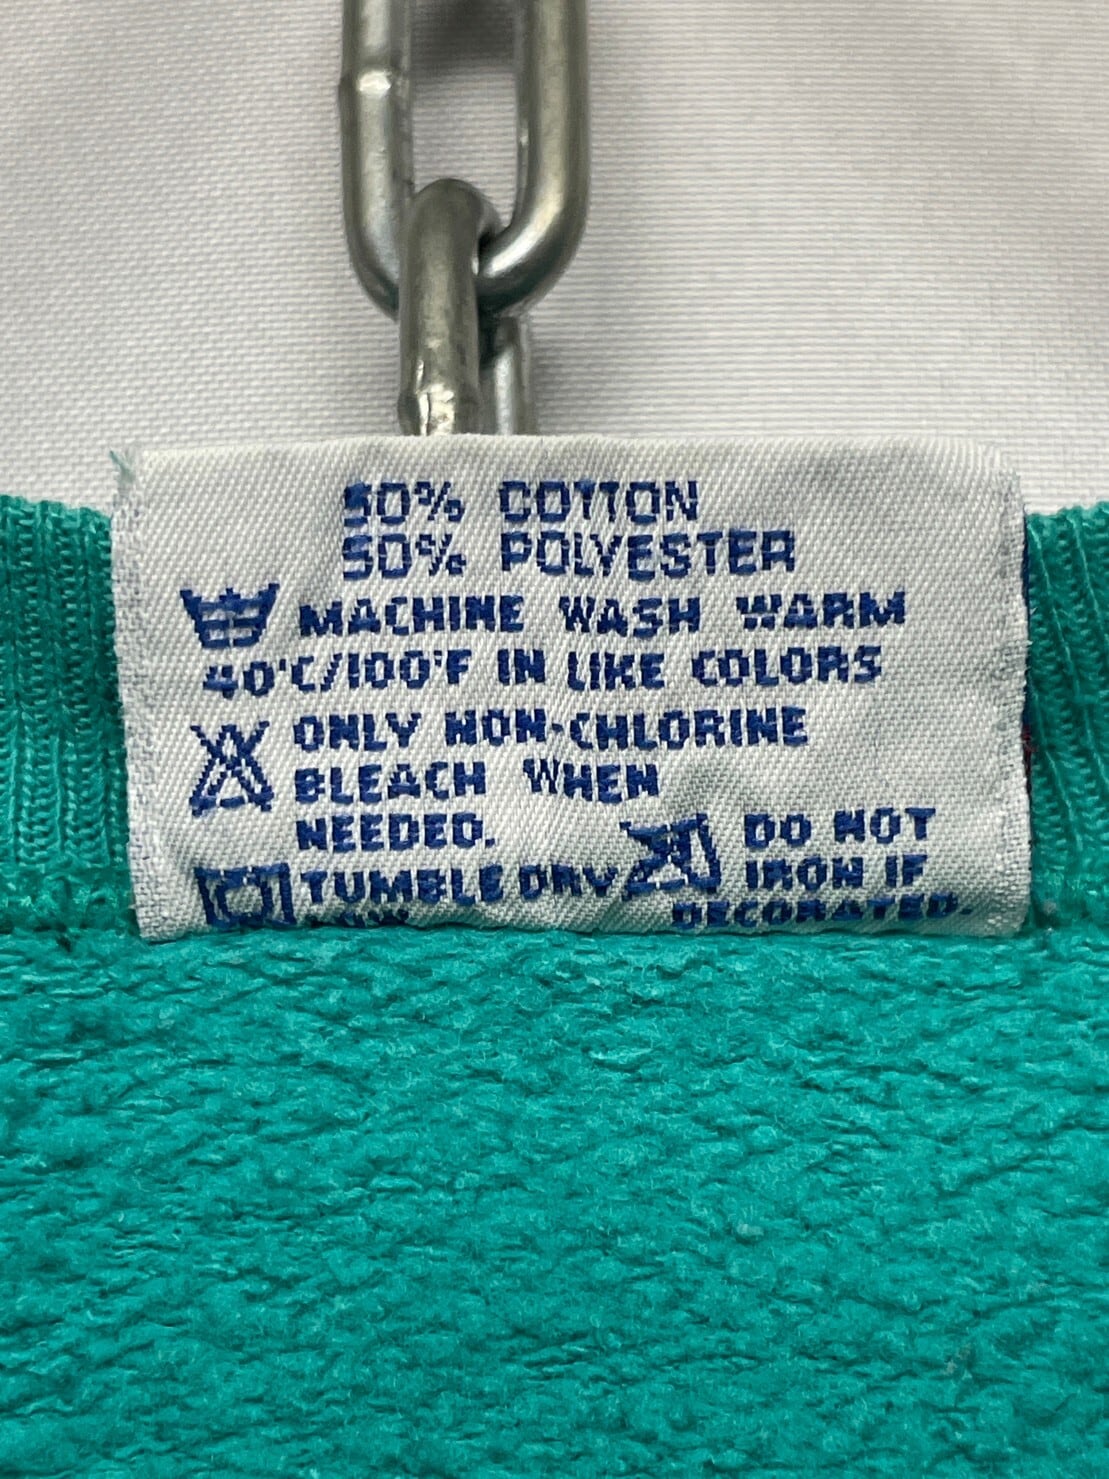 50% COTTON
50% POLYESTER
MACHINE WASH WARM
40°C/100°F IN LIKE COLORS
ONLY NON-CHLORINE
BLEACH WHEN
NEEDED.
TUMBLE DRY
LOW.
DO NOT
IRON IF
DECORATED.